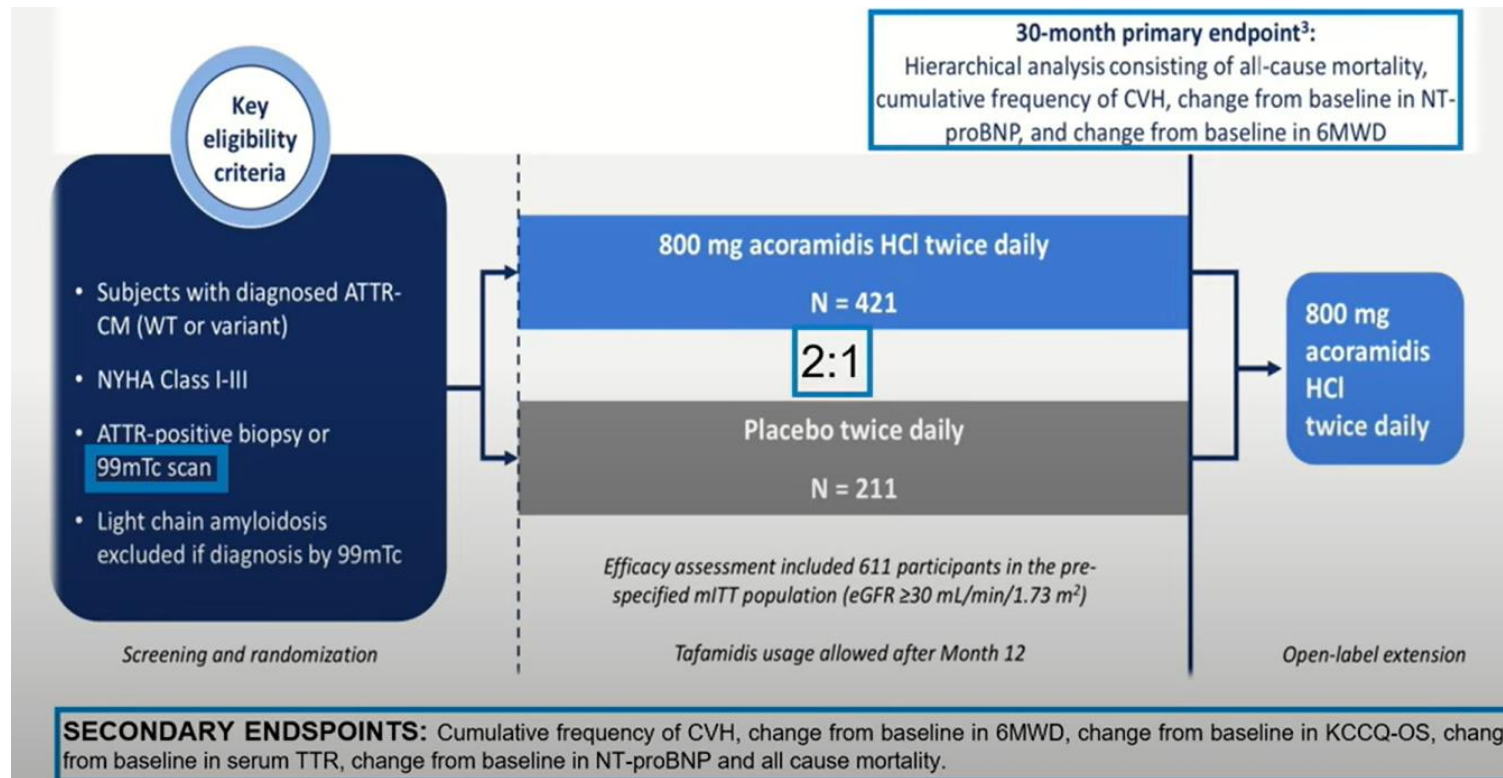 30-month primary endpoint³:
Hierarchical analysis consisting of all-cause mortality,
cumulative frequency of CVH, change from baseline in NT-
proBNP, and change from baseline in 6MWD
Key
eligibility
criteria
• Subjects with diagnosed ATTR-
CM (WT or variant)
• NYHA Class I-III
• ATTR-positive biopsy or
99mTc scan
• Light chain amyloidosis
excluded if diagnosis by 99mTc
Screening and randomization
800 mg acoramidis HCl twice daily
N = 421
2:1
Placebo twice daily
N = 211
Efficacy assessment included 611 participants in the pre-
specified mITT population (eGFR ≥30 mL/min/1.73 m²)
Tafamidis usage allowed after Month 12
800 mg
acoramidis
HCl
twice daily
Open-label extension
SECONDARY ENDSPOINTS: Cumulative frequency of CVH, change from baseline in 6MWD, change from baseline in KCCQ-OS, chang
from baseline in serum TTR, change from baseline in NT-proBNP and all cause mortality.